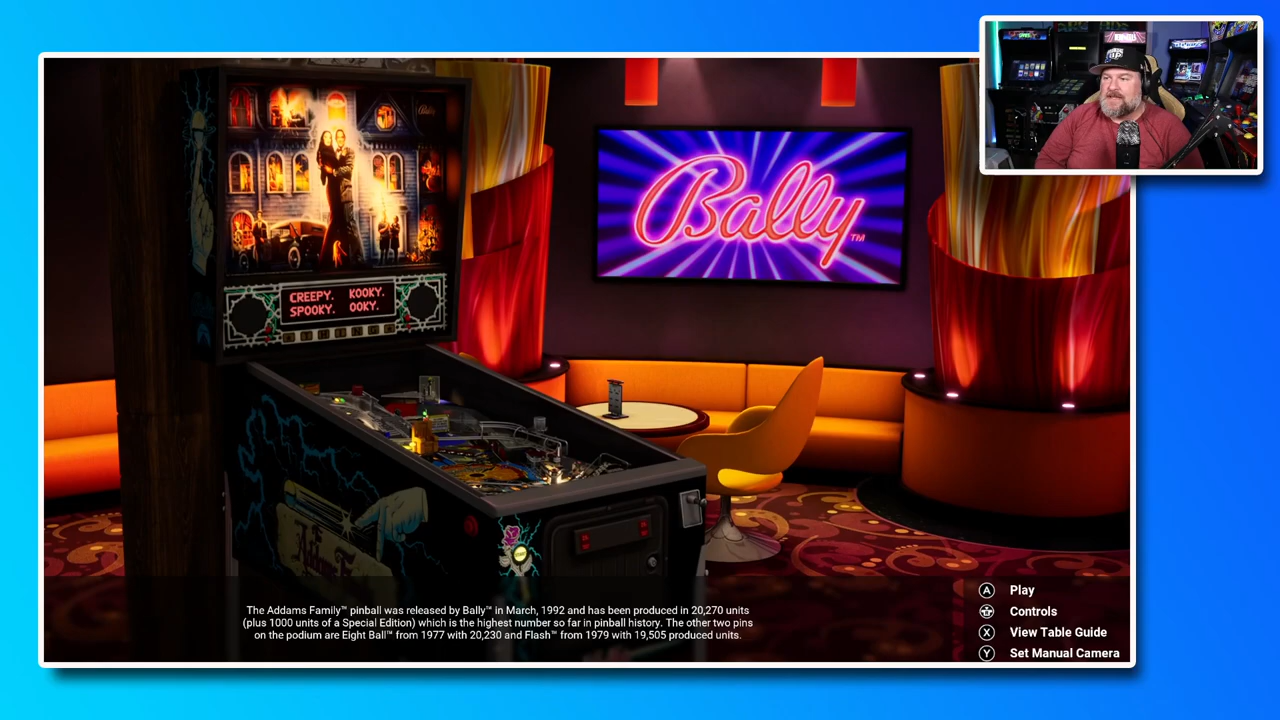 Bally™
CREEPY. KOOKY.
SPOOKY. OOKY.
T H I N G
The Addams Family™ pinball was released by Bally™ in March, 1992 and has been produced in 20,270 units
(plus 1000 units of a Special Edition) which is the highest number so far in pinball history. The other two pins
on the podium are Eight Ball™ from 1977 with 20,230 and Flash™ from 1979 with 19,505 produced units.
A Play
Controls
X View Table Guide
Y Set Manual Camera